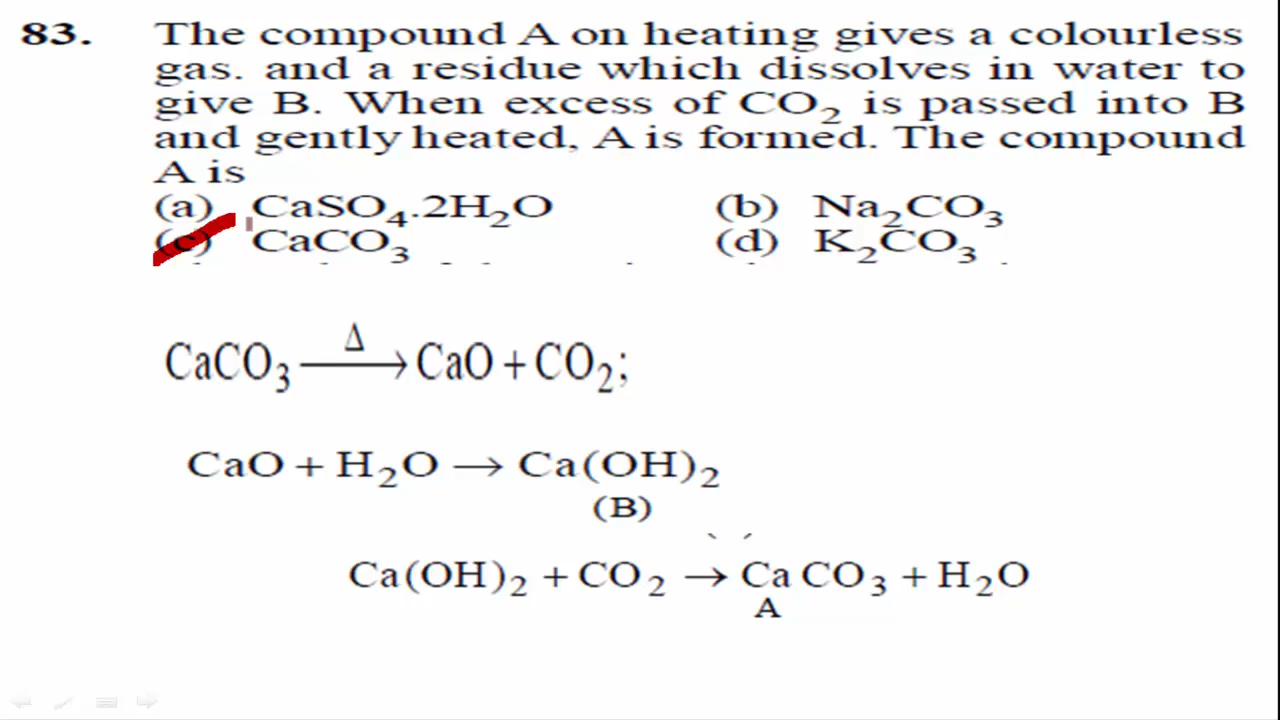 83. The compound A on heating gives a colourless
gas. and a residue which dissolves in water to
give B. When excess of CO₂ is passed into B
and gently heated, A is formed. The compound
A is
(a) CaSO₄.2H₂O (b) Na₂CO₃
(c) CaCO₃ (d) K₂CO₃
CaCO₃ —Δ→ CaO + CO₂;
CaO + H₂O → Ca(OH)₂
(B)
Ca(OH)₂ + CO₂ → Ca CO₃ + H₂O
A